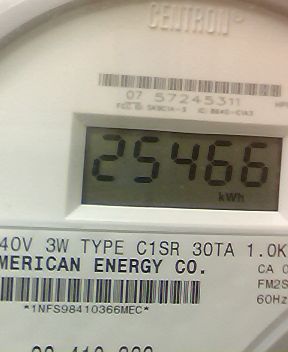 CENTRON®
07 57245311
25466
kWh
40V 3W TYPE C1SR 30TA 1.0K
MERICAN ENERGY CO.
CA 0
FM2S
60Hz
*1NFS98410366MEC*